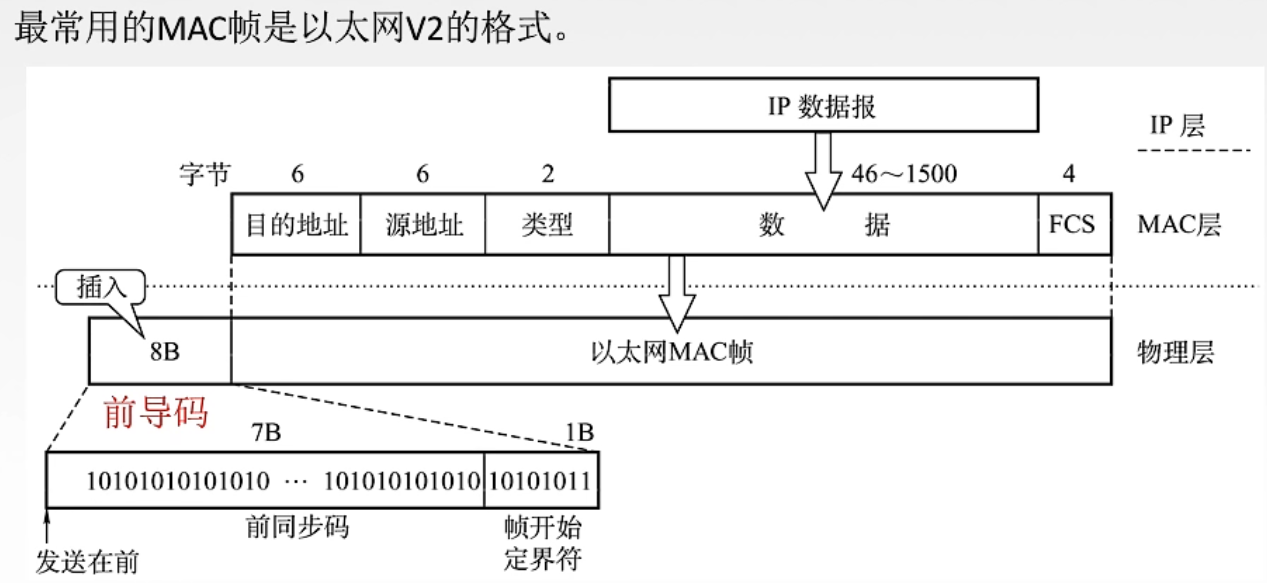 最常用的MAC帧是以太网V2的格式。
IP 数据报
IP 层
字节 6 6 2 46～1500 4
目的地址 源地址 类型 数 据 FCS MAC层
插入
8B 以太网MAC帧 物理层
前导码
7B 1B
10101010101010 ··· 101010101010 10101011
前同步码 帧开始
定界符
发送在前